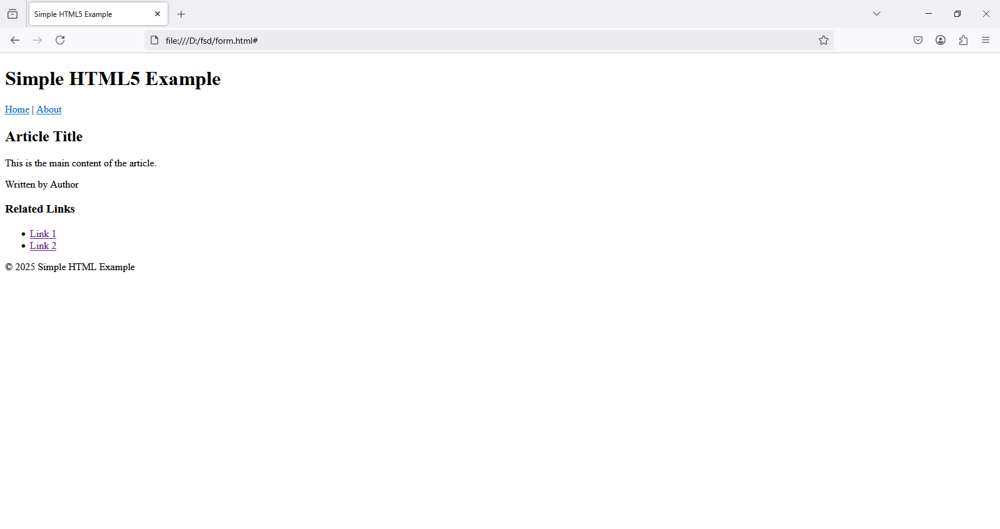 Simple HTML5 Example
file:///D:/fsd/form.html#
Simple HTML5 Example
Home | About
Article Title
This is the main content of the article.
Written by Author
Related Links
• Link 1
• Link 2
© 2025 Simple HTML Example